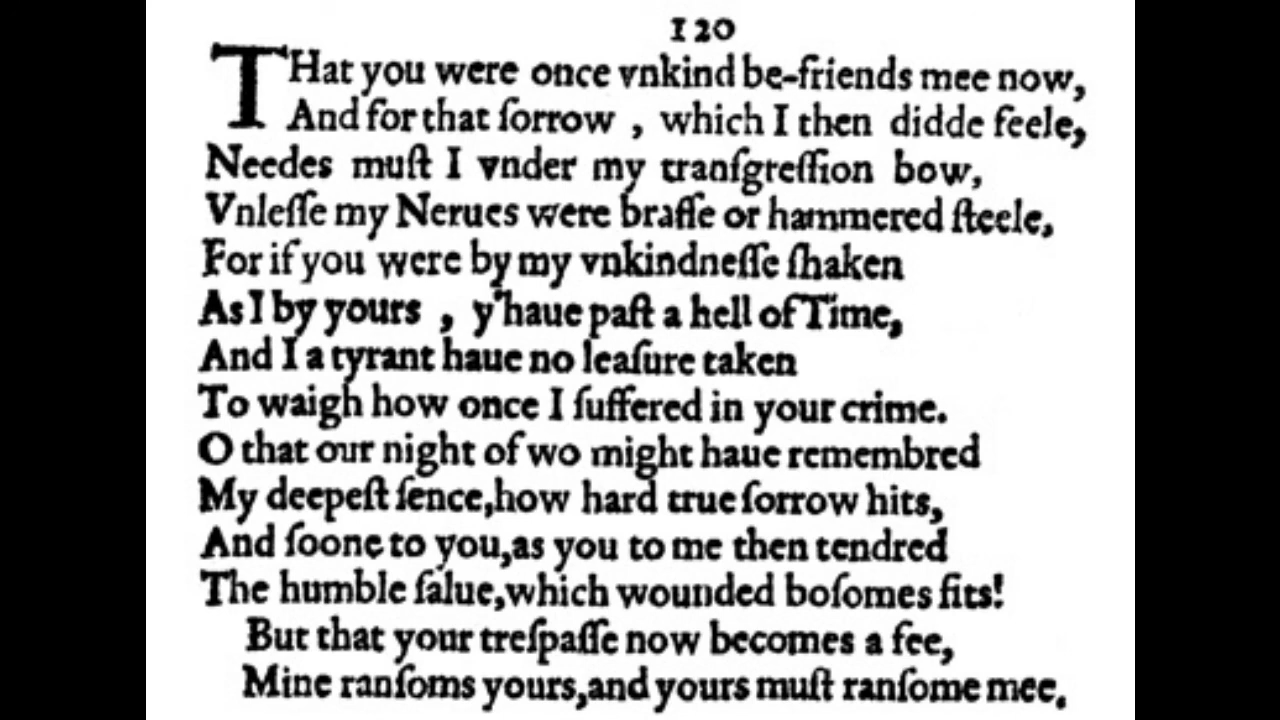 120
THat you were once vnkind be-friends mee now,
And for that ſorrow , which I then didde feele,
Needes muſt I vnder my tranſgreſſion bow,
Vnleſſe my Nerues were braſſe or hammered ſteele,
For if you were by my vnkindneſſe ſhaken
As I by yours , y'haue paſt a hell of Time,
And I a tyrant haue no leaſure taken
To waigh how once I ſuffered in your crime.
O that our night of wo might haue remembred
My deepeſt ſence,how hard true ſorrow hits,
And ſoone to you,as you to me then tendred
The humble ſalue,which wounded boſomes fits!
But that your treſpaſſe now becomes a fee,
Mine ranſoms yours,and yours muſt ranſome mee.